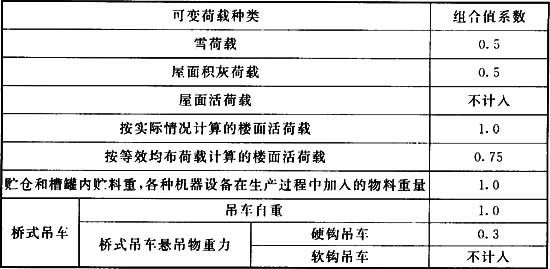 可变荷载种类 组合值系数
雪荷载 0.5
屋面积灰荷载 0.5
屋面活荷载 不计入
按实际情况计算的楼面活荷载 1.0
按等效均布荷载计算的楼面活荷载 0.75
贮仓和槽罐内贮料重,各种机器设备在生产过程中加入的物料重量 1.0
桥式吊车 吊车自重 1.0
桥式吊车悬吊物重力 硬钩吊车 0.3
软钩吊车 不计入